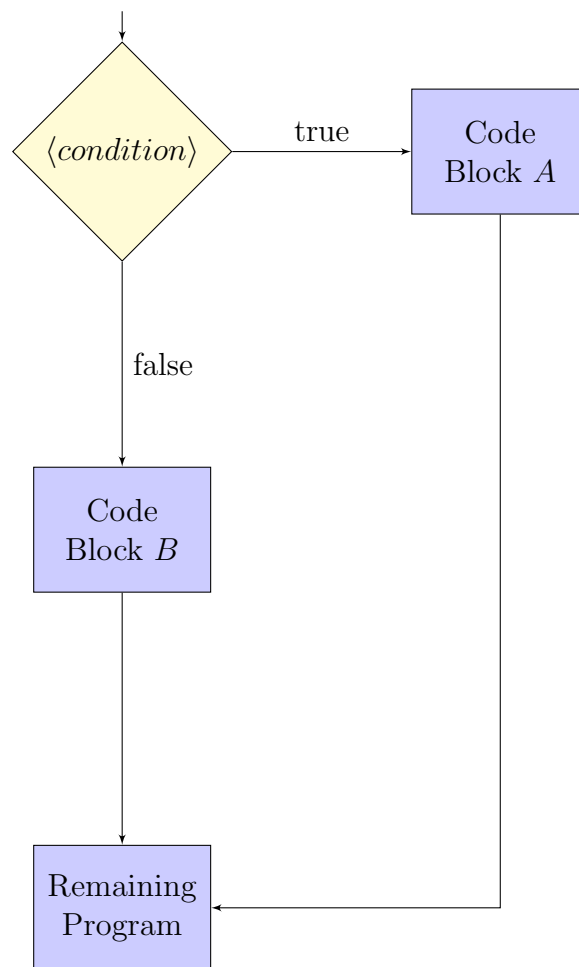 ⟨condition⟩
true
Code
Block A
false
Code
Block B
Remaining
Program